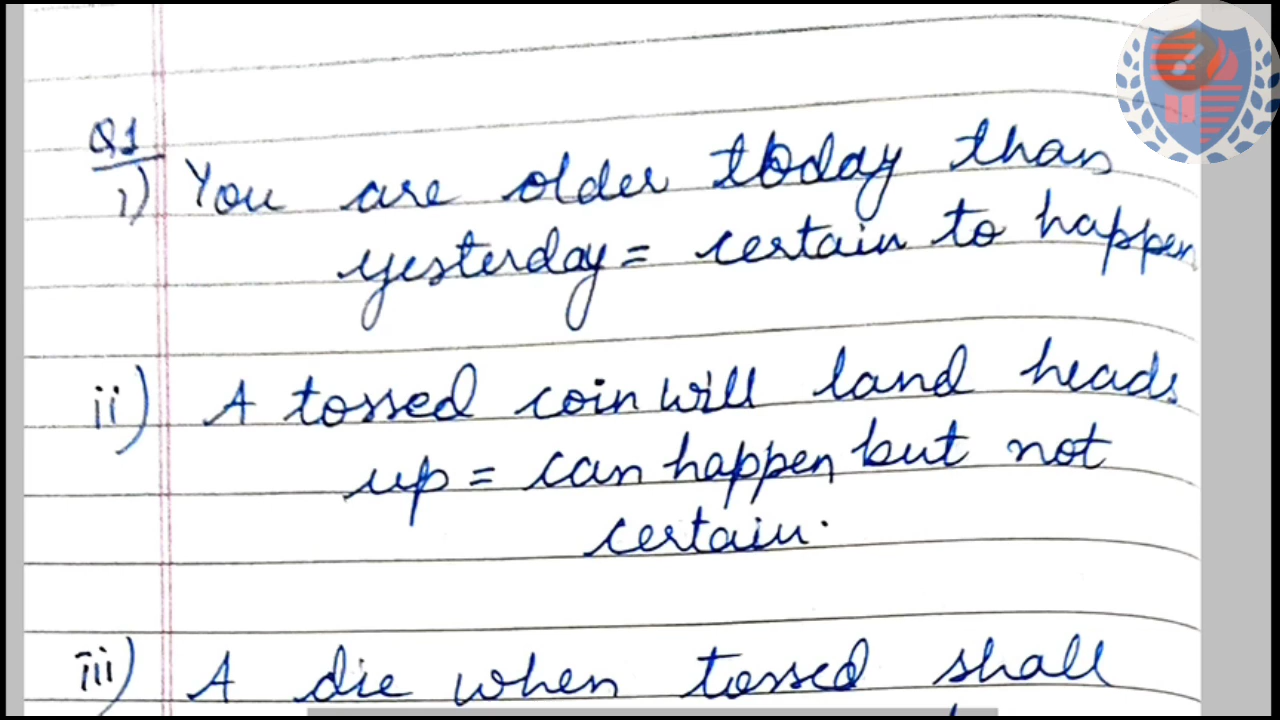 Q1
i) You are older today than
yesterday = certain to happen
ii) A tossed coin will land heads
up = can happen but not
certain.
iii) A die when tossed shall